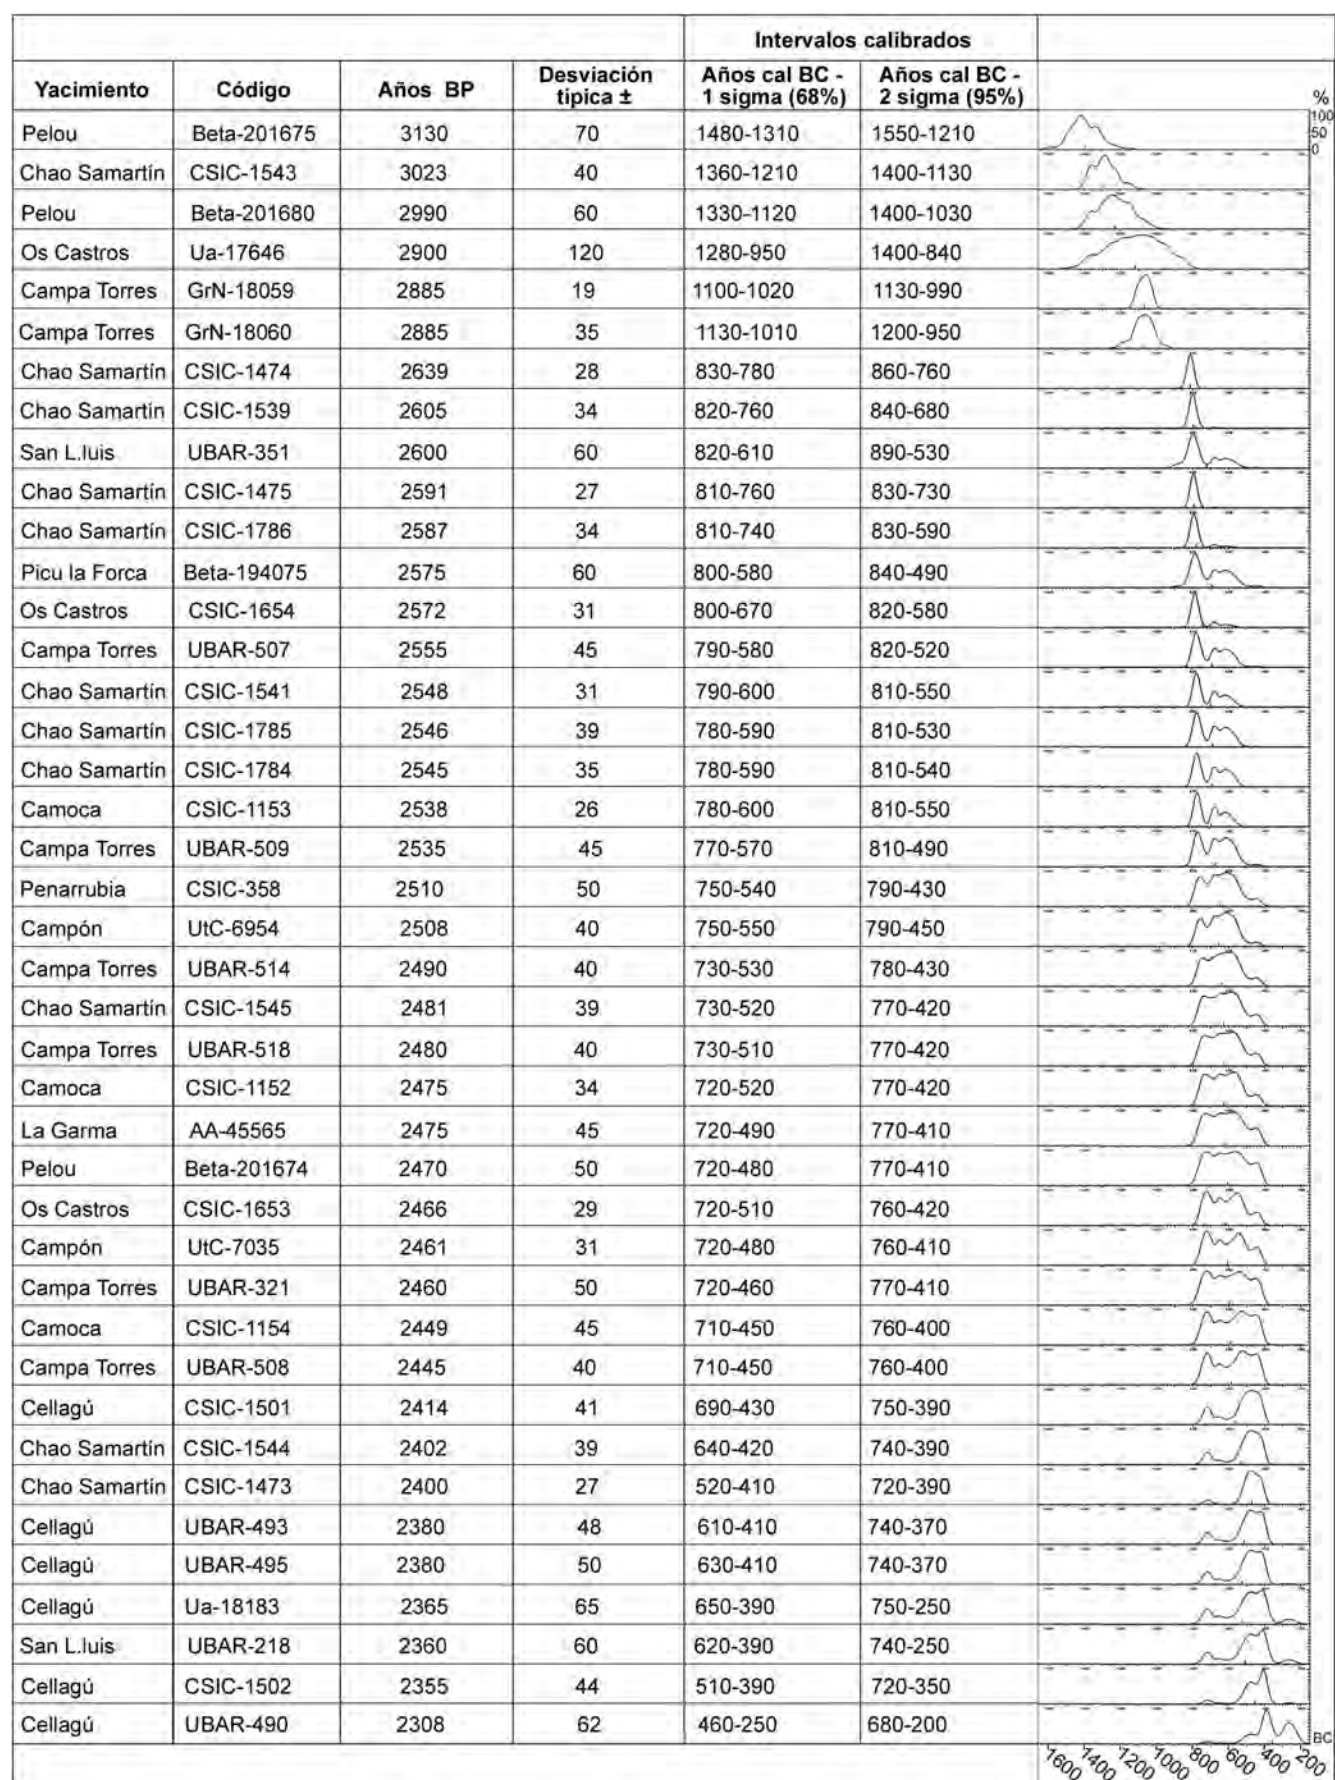 Intervalos calibrados
Yacimiento Código Años BP Desviación tipica ± Años cal BC - 1 sigma (68%) Años cal BC - 2 sigma (95%) %
Pelou Beta-201675 3130 70 1480-1310 1550-1210 100 50 0
Chao Samartín CSIC-1543 3023 40 1360-1210 1400-1130
Pelou Beta-201680 2990 60 1330-1120 1400-1030
Os Castros Ua-17646 2900 120 1280-950 1400-840
Campa Torres GrN-18059 2885 19 1100-1020 1130-990
Campa Torres GrN-18060 2885 35 1130-1010 1200-950
Chao Samartín CSIC-1474 2639 28 830-780 860-760
Chao Samartín CSIC-1539 2605 34 820-760 840-680
San L.luis UBAR-351 2600 60 820-610 890-530
Chao Samartín CSIC-1475 2591 27 810-760 830-730
Chao Samartín CSIC-1786 2587 34 810-740 830-590
Picu la Forca Beta-194075 2575 60 800-580 840-490
Os Castros CSIC-1654 2572 31 800-670 820-580
Campa Torres UBAR-507 2555 45 790-580 820-520
Chao Samartín CSIC-1541 2548 31 790-600 810-550
Chao Samartín CSIC-1785 2546 39 780-590 810-530
Chao Samartín CSIC-1784 2545 35 780-590 810-540
Camoca CSIC-1153 2538 26 780-600 810-550
Campa Torres UBAR-509 2535 45 770-570 810-490
Penarrubia CSIC-358 2510 50 750-540 790-430
Campón UtC-6954 2508 40 750-550 790-450
Campa Torres UBAR-514 2490 40 730-530 780-430
Chao Samartín CSIC-1545 2481 39 730-520 770-420
Campa Torres UBAR-518 2480 40 730-510 770-420
Camoca CSIC-1152 2475 34 720-520 770-420
La Garma AA-45565 2475 45 720-490 770-410
Pelou Beta-201674 2470 50 720-480 770-410
Os Castros CSIC-1653 2466 29 720-510 760-420
Campón UtC-7035 2461 31 720-480 760-410
Campa Torres UBAR-321 2460 50 720-460 770-410
Camoca CSIC-1154 2449 45 710-450 760-400
Campa Torres UBAR-508 2445 40 710-450 760-400
Cellagú CSIC-1501 2414 41 690-430 750-390
Chao Samartín CSIC-1544 2402 39 640-420 740-390
Chao Samartín CSIC-1473 2400 27 520-410 720-390
Cellagú UBAR-493 2380 48 610-410 740-370
Cellagú UBAR-495 2380 50 630-410 740-370
Cellagú Ua-18183 2365 65 650-390 750-250
San L.luis UBAR-218 2360 60 620-390 740-250
Cellagú CSIC-1502 2355 44 510-390 720-350
Cellagú UBAR-490 2308 62 460-250 680-200 BC
1600 1400 1200 1000 800 600 400 200